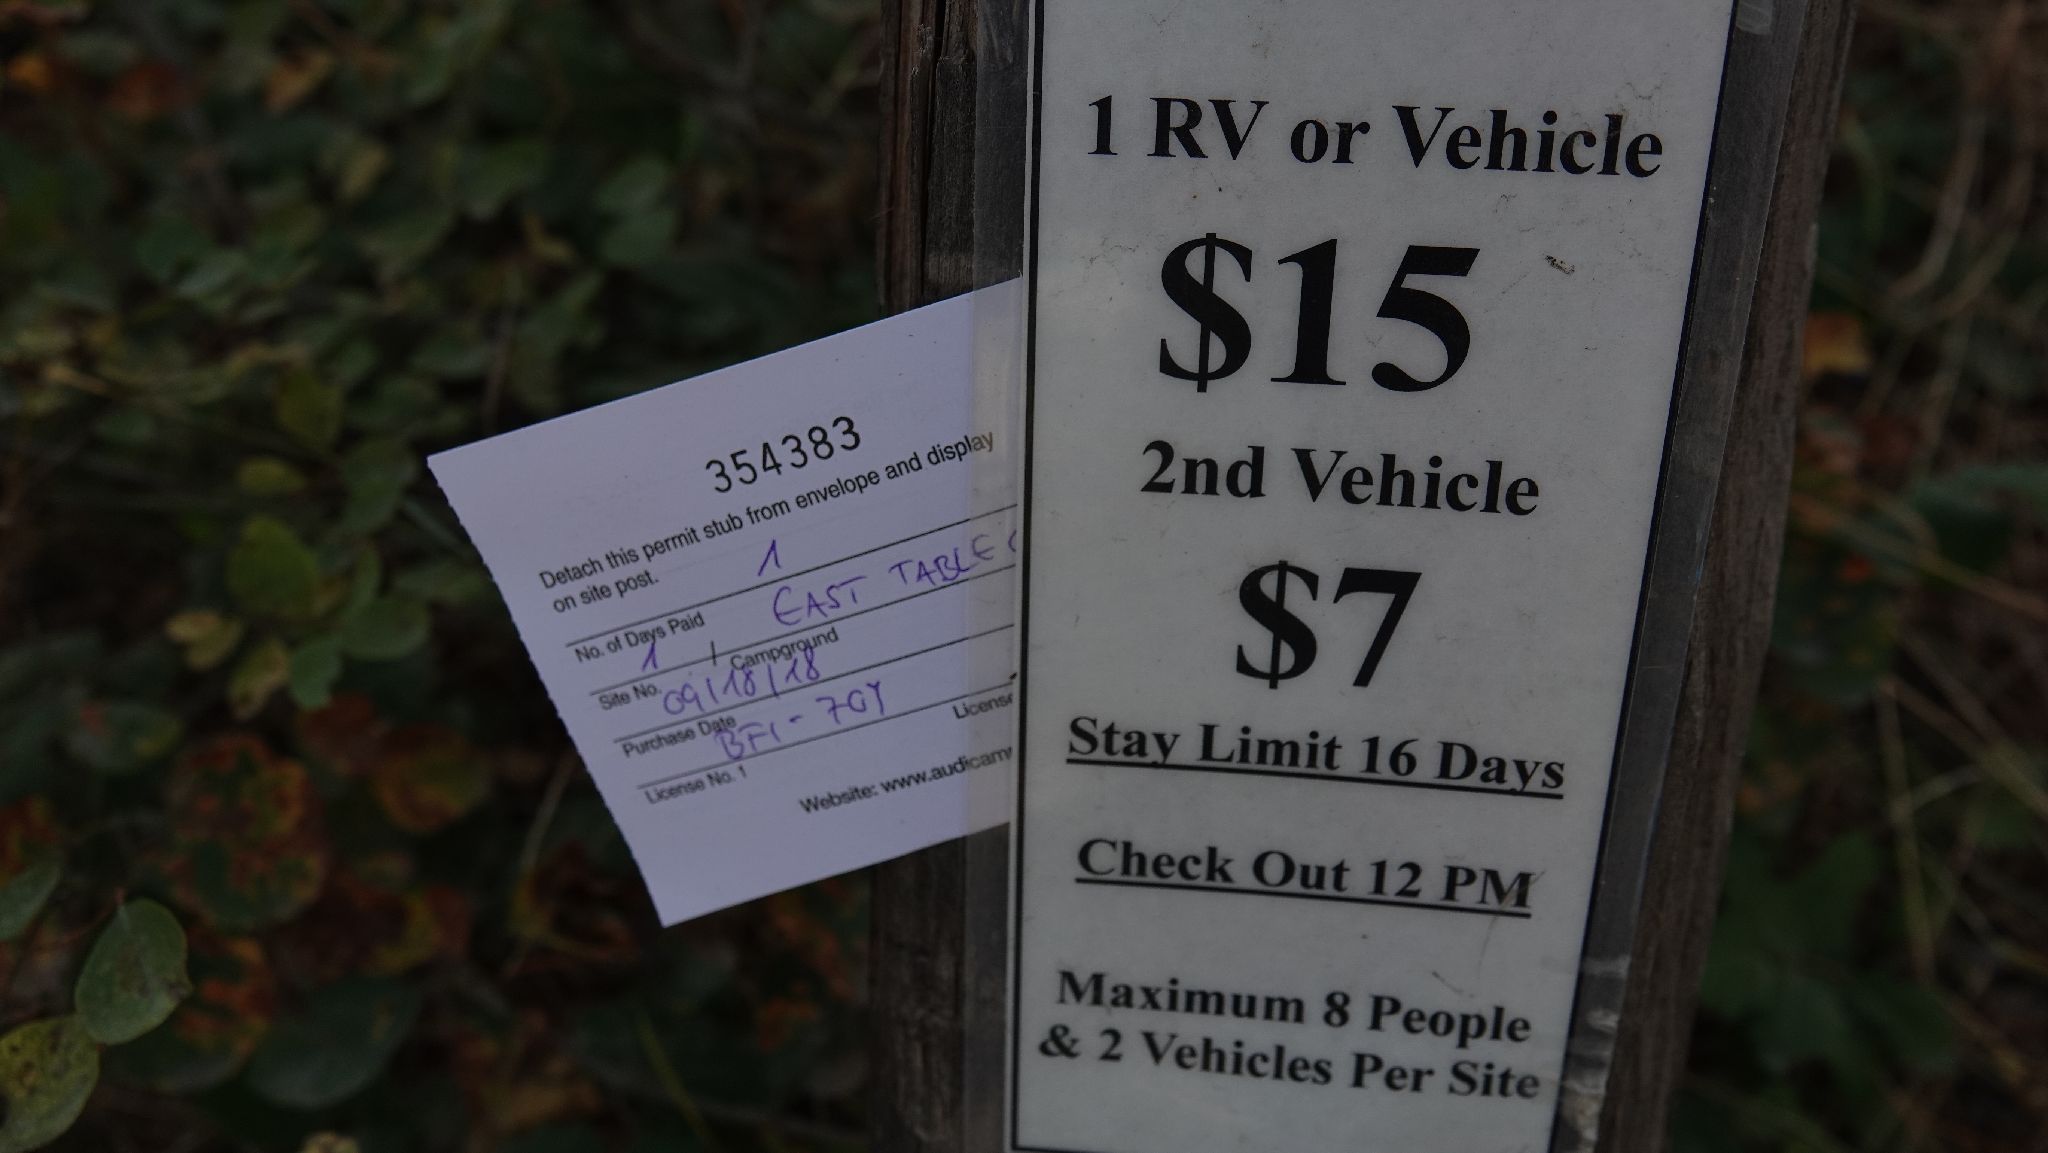 354383
Detach this permit stub from envelope and display
on site post.
1
No. of Days Paid
EAST TABLE
1 /
Site No. Campground
09/18/18
Purchase Date
BFI-7GY
License No. 1 License
Website: www.audicam
1 RV or Vehicle
$15
2nd Vehicle
$7
Stay Limit 16 Days
Check Out 12 PM
Maximum 8 People
& 2 Vehicles Per Site